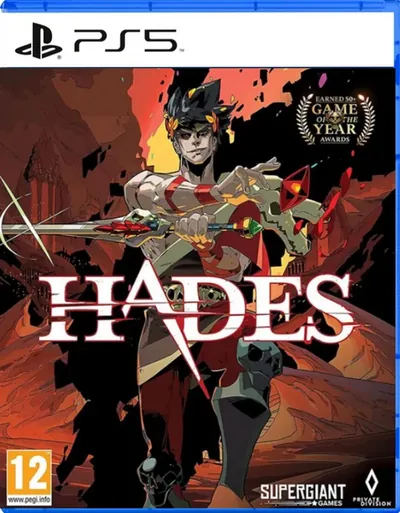 PS5
EARNED 50+
GAME
OF THE
YEAR
AWARDS
HADES
12
www.pegi.info
SUPERGIANT
GAMES
PRIVATE
DIVISION